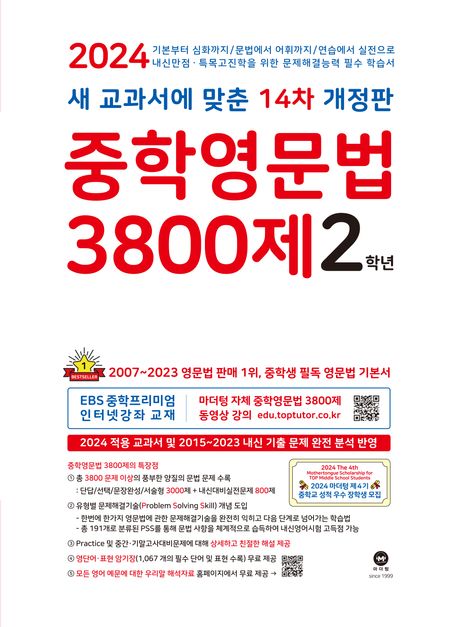 2024 기본부터 심화까지/문법에서 어휘까지/연습에서 실전으로
내신만점·특목고진학을 위한 문제해결능력 필수 학습서
새 교과서에 맞춘 14차 개정판
중학영문법
3800제 2학년
1
BESTSELLER
2007~2023 영문법 판매 1위, 중학생 필독 영문법 기본서
EBS 중학프리미엄
인터넷강좌 교재
마더텅 자체 중학영문법 3800제
동영상 강의 edu.toptutor.co.kr
2024 적용 교과서 및 2015~2023 내신 기출 문제 완전 분석 반영
중학영문법 3800제의 특장점
① 총 3800 문제 이상의 풍부한 양질의 문법 문제 수록
: 단답/선택/문장완성/서술형 3000제 + 내신대비실전문제 800제
② 유형별 문제해결기술(Problem Solving Skill) 개념 도입
- 한번에 한가지 영문법에 관한 문제해결기술을 완전히 익히고 다음 단계로 넘어가는 학습법
- 총 191개로 분류된 PSS를 통해 문법 사항을 체계적으로 습득하여 내신영어시험 고득점 가능
③ Practice 및 중간·기말고사대비문제에 대해 상세하고 친절한 해설 제공
④ 영단어·표현 암기장(1,067 개의 필수 단어 및 표현 수록) 무료 제공
⑤ 모든 영어 예문에 대한 우리말 해석자료 홈페이지에서 무료 제공 →
2024 The 4th
Mothertongue Scholarship for
TOP Middle School Students
2024 마더텅 제4기
중학교 성적 우수 장학생 모집
마더텅
since 1999